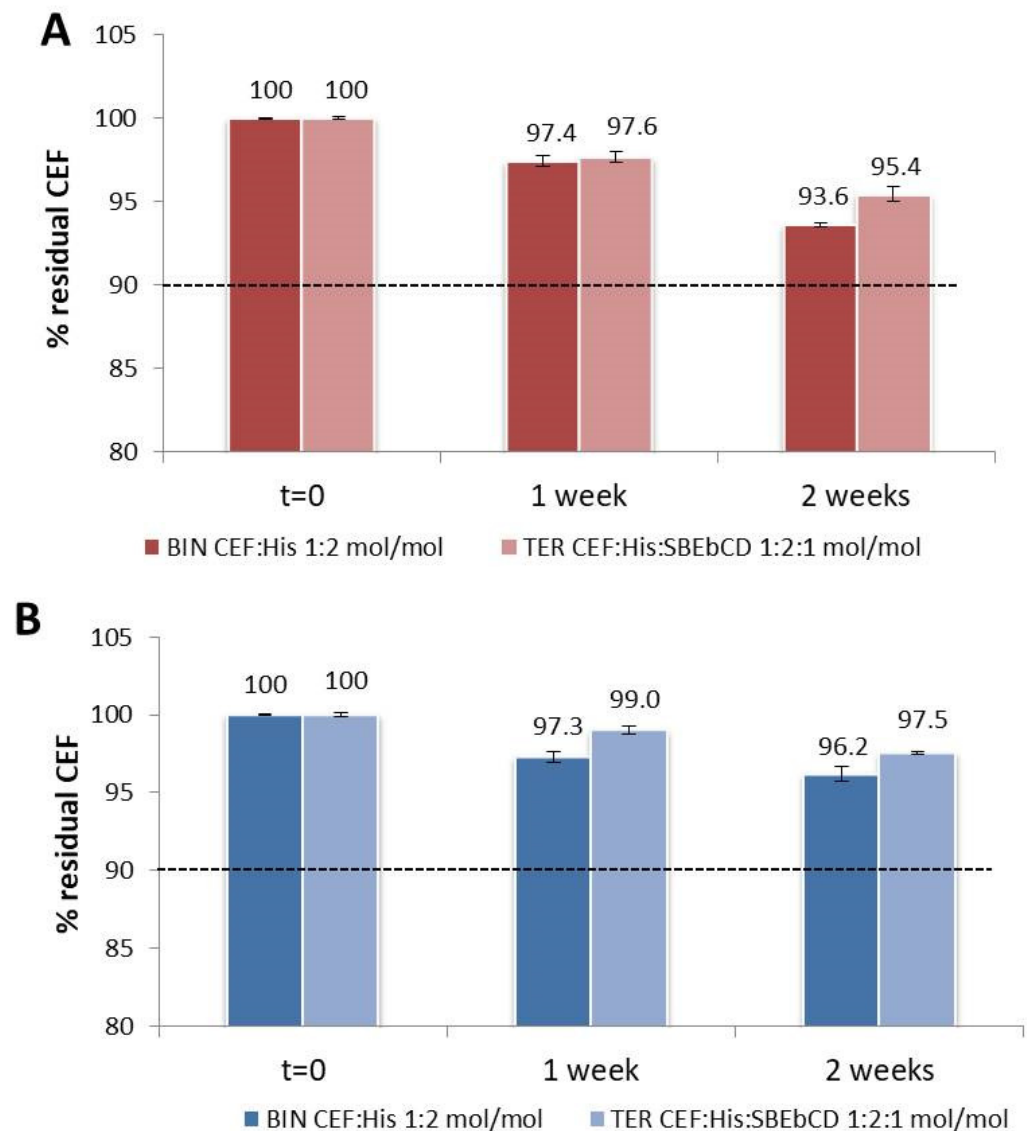 A
105
100
95
90
85
80
% residual CEF
100 100
97.4 97.6
93.6 95.4
t=0 1 week 2 weeks
BIN CEF:His 1:2 mol/mol TER CEF:His:SBEbCD 1:2:1 mol/mol
B
105
100
95
90
85
80
% residual CEF
100 100
97.3 99.0
96.2 97.5
t=0 1 week 2 weeks
BIN CEF:His 1:2 mol/mol TER CEF:His:SBEbCD 1:2:1 mol/mol